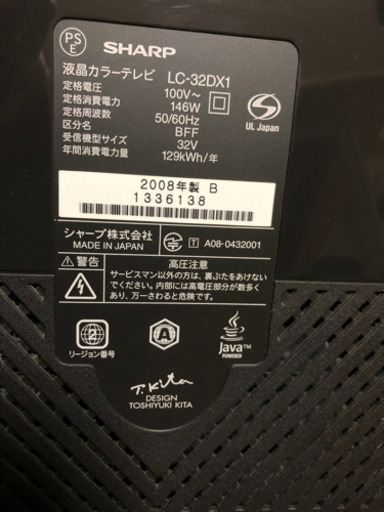 PS E SHARP
液晶カラーテレビ LC-32DX1
定格電圧 100V~
定格消費電力 146W
定格周波数 50/60Hz
受信機型サイズ BFF
32V
年間消費電力量 129kWh/年
S
UL Japan
2008年製 B
1336138
シャープ株式会社
MADE IN JAPAN
T A08-0432001
警告 高圧注意
サービスマン以外の方は、裏ぶたをあけない
でください。内部には高電圧部分が数多く
あり、万一さわると危険です。
2
リージョン番号
A
Java
POWERED
T. Kita
DESIGN
TOSHIYUKI KITA